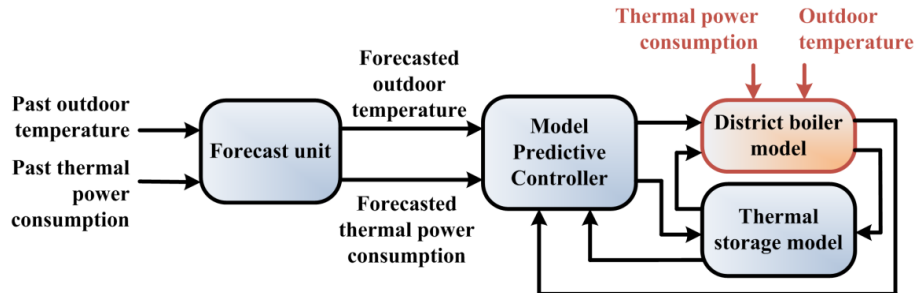 Thermal power
consumption
Outdoor
temperature
Forecasted
outdoor
temperature
Past outdoor
temperature
Past thermal
power
consumption
Forecast unit
Model
Predictive
Controller
District boiler
model
Forecasted
thermal power
consumption
Thermal
storage model